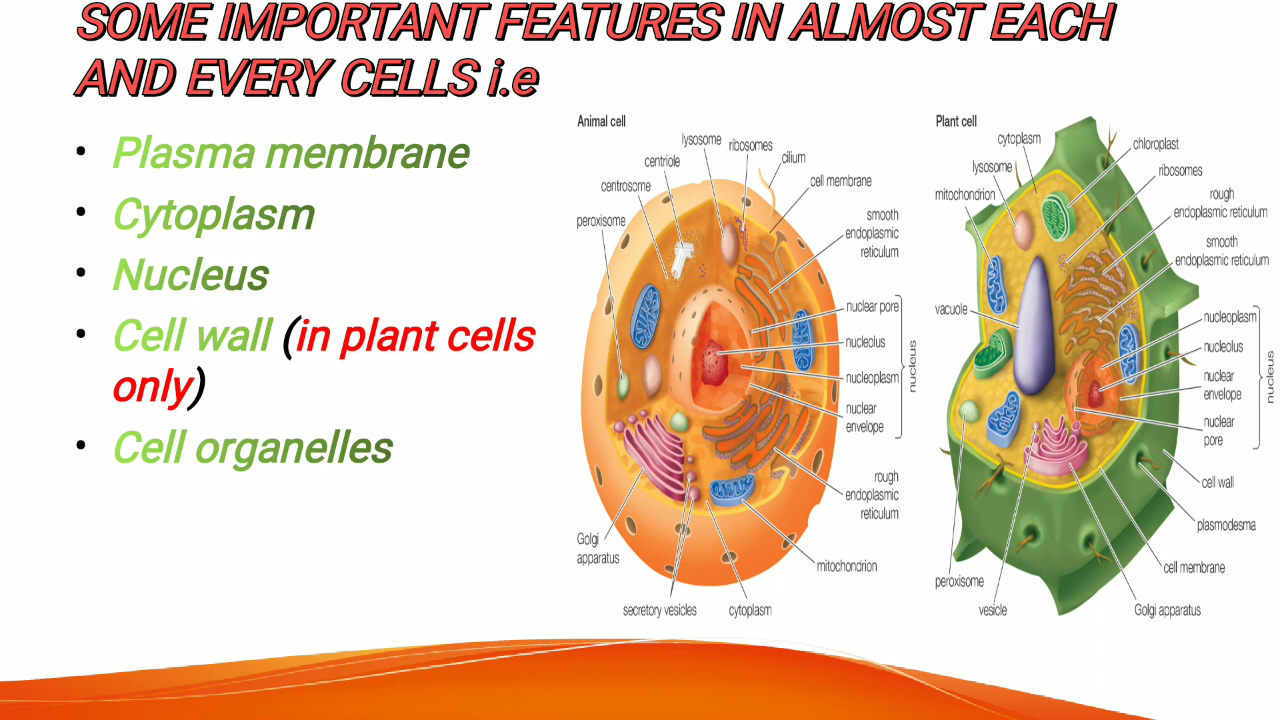 SOME IMPORTANT FEATURES IN ALMOST EACH
AND EVERY CELLS i.e
• Plasma membrane
• Cytoplasm
• Nucleus
• Cell wall (in plant cells
only)
• Cell organelles
Animal cell
lysosome
ribosomes
centriole
cilium
centrosome
cell membrane
peroxisome
smooth
endoplasmic
reticulum
nuclear pore
nucleolus
nucleoplasm
nuclear
envelope
nucleus
rough
endoplasmic
reticulum
Golgi
apparatus
mitochondrion
secretory vesicles
cytoplasm
Plant cell
cytoplasm
chloroplast
lysosome
ribosomes
mitochondrion
rough
endoplasmic reticulum
smooth
endoplasmic reticulum
vacuole
nucleoplasm
nucleolus
nuclear
envelope
nuclear
pore
nucleus
cell wall
plasmodesma
cell membrane
peroxisome
vesicle
Golgi apparatus